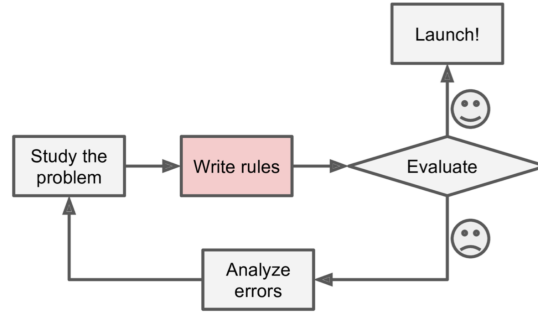 Launch!
Study the
problem
Write rules
Evaluate
Analyze
errors